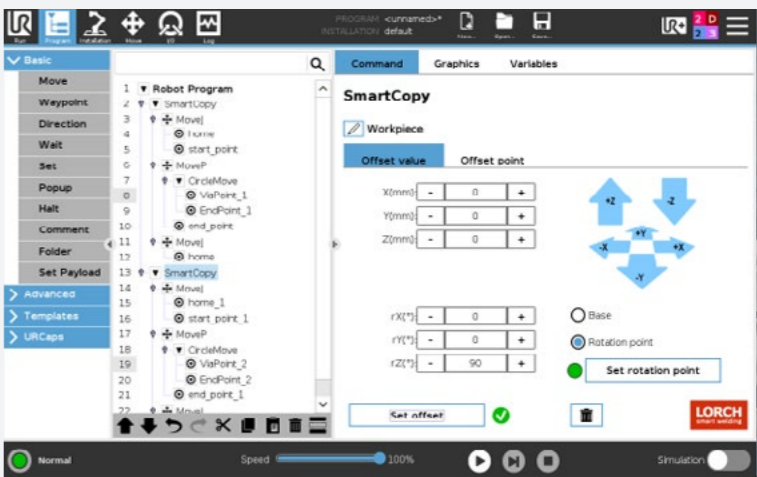 UR
PROGRAM <unnamed>*
INSTALLATION default
Run Program Installation Move I/O Log New... Open... Save...
UR+
2 D
2 3
Basic
Move
Waypoint
Direction
Wait
Set
Popup
Halt
Comment
Folder
Set Payload
Advanced
Templates
URCaps
1 Robot Program
2 SmartCopy
3 MoveJ
4 home
5 start_point
6 MoveP
7 CircleMove
8 ViaPoint_1
9 EndPoint_1
10 end_point
11 MoveJ
12 home
13 SmartCopy
14 MoveJ
15 home_1
16 start_point_1
17 MoveP
18 CircleMove
19 ViaPoint_2
20 EndPoint_2
21 end_point_1
22 MoveJ
Command Graphics Variables
SmartCopy
Workpiece
Offset value Offset point
X(mm): - 0 +
Y(mm): - 0 +
Z(mm): - 0 +
+Z -Z
+Y
-X +X
-Y
rX(°): - 0 +
rY(°): - 0 +
rZ(°): - 90 +
Base
Rotation point
Set rotation point
Set offset
LORCH
smart welding
Normal
Speed 100%
Simulation